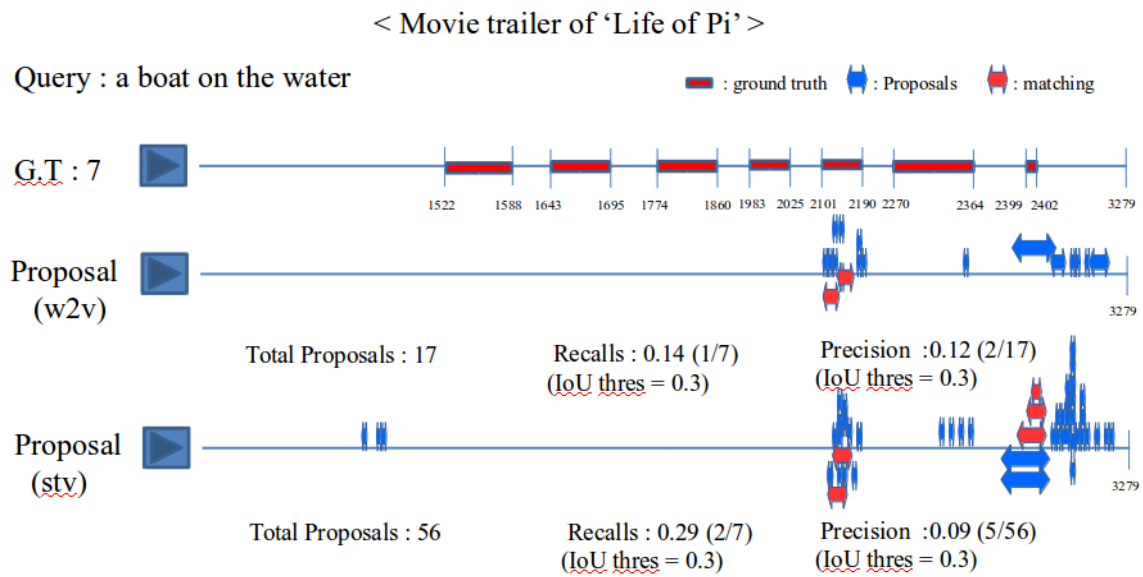 < Movie trailer of ‘Life of Pi’ >
Query : a boat on the water
: ground truth : Proposals : matching
G.T : 7
1522 1588 1643 1695 1774 1860 1983 2025 2101 2190 2270 2364 2399 2402 3279
Proposal
(w2v)
3279
Total Proposals : 17 Recalls : 0.14 (1/7) Precision :0.12 (2/17)
(IoU thres = 0.3) (IoU thres = 0.3)
Proposal
(stv)
3279
Total Proposals : 56 Recalls : 0.29 (2/7) Precision :0.09 (5/56)
(IoU thres = 0.3) (IoU thres = 0.3)